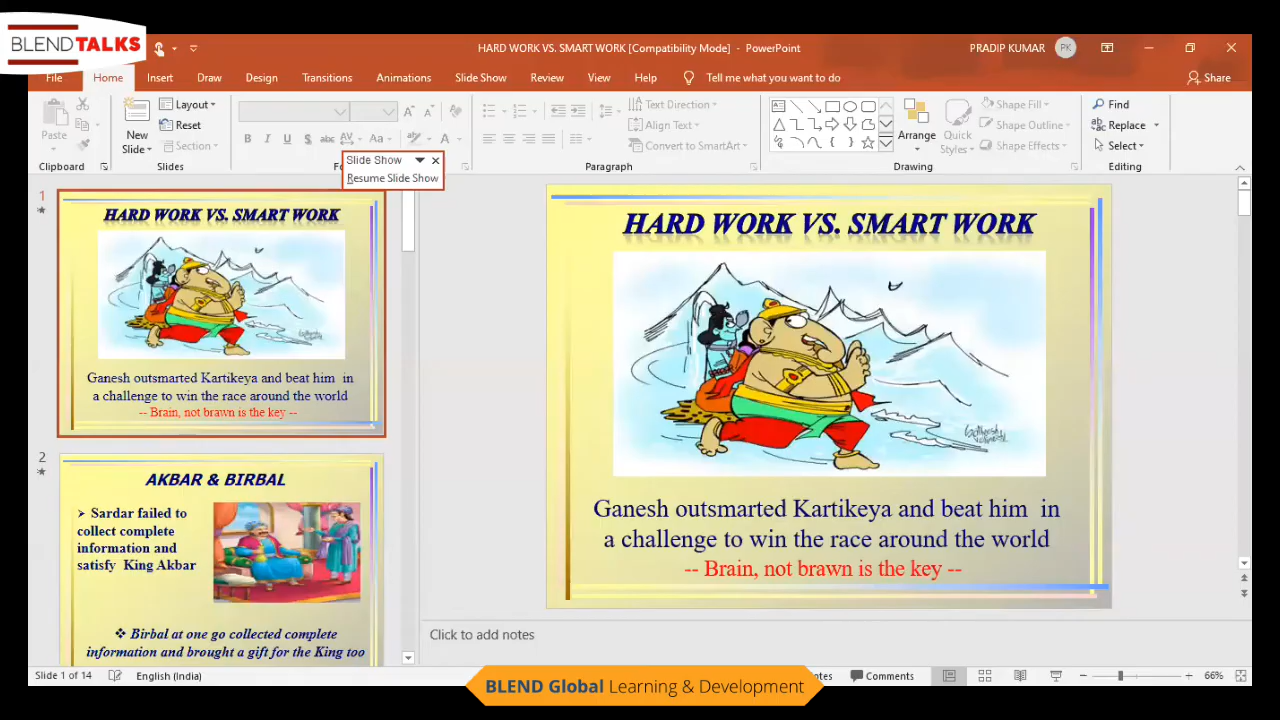 BLENDTALKS
HARD WORK VS. SMART WORK [Compatibility Mode] - PowerPoint
PRADIP KUMAR
PK
File Home Insert Draw Design Transitions Animations Slide Show Review View Help Tell me what you want to do
Share
Paste
New
Slide
Layout
Reset
Section
B I U S abc AV Aa A
Text Direction
Align Text
Convert to SmartArt
Arrange
Quick
Styles
Shape Fill
Shape Outline
Shape Effects
Find
Replace
Select
Clipboard
Slides
Paragraph
Drawing
Editing
Slide Show
Resume Slide Show
1
HARD WORK VS. SMART WORK
Ganesh outsmarted Kartikeya and beat him in
a challenge to win the race around the world
-- Brain, not brawn is the key --
2
AKBAR & BIRBAL
➤ Sardar failed to
collect complete
information and
satisfy King Akbar
❖ Birbal at one go collected complete
information and brought a gift for the King too
HARD WORK VS. SMART WORK
Ganesh outsmarted Kartikeya and beat him in
a challenge to win the race around the world
-- Brain, not brawn is the key --
Click to add notes
Slide 1 of 14
English (India)
Comments
66%
BLEND Global Learning & Development